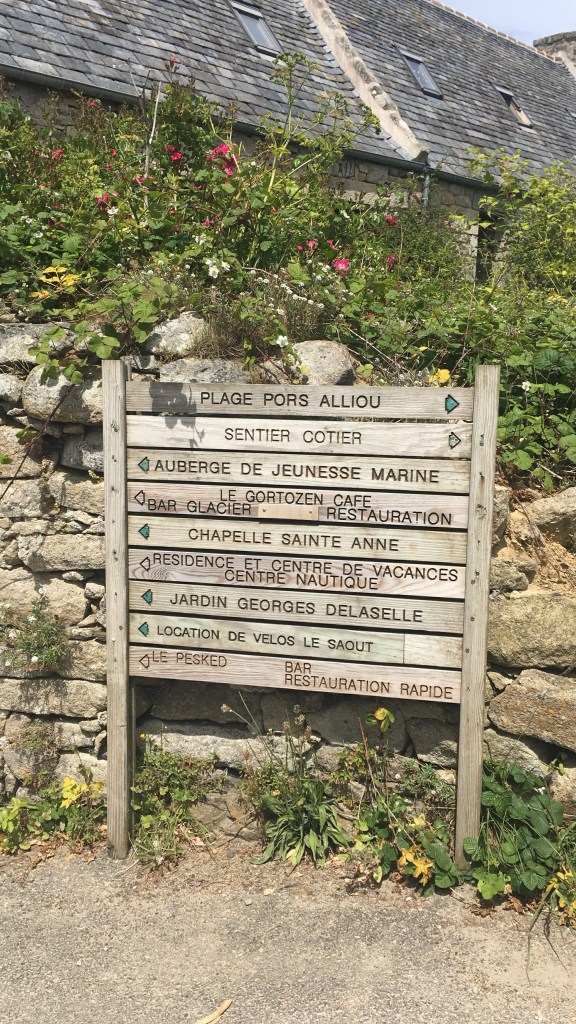 PLAGE PORS ALLIOU
SENTIER COTIER
AUBERGE DE JEUNESSE MARINE
LE GORTOZEN CAFE
BAR GLACIER RESTAURATION
CHAPELLE SAINTE ANNE
RESIDENCE ET CENTRE DE VACANCES
CENTRE NAUTIQUE
JARDIN GEORGES DELASELLE
LOCATION DE VELOS LE SAOUT
LE PESKED BAR
RESTAURATION RAPIDE